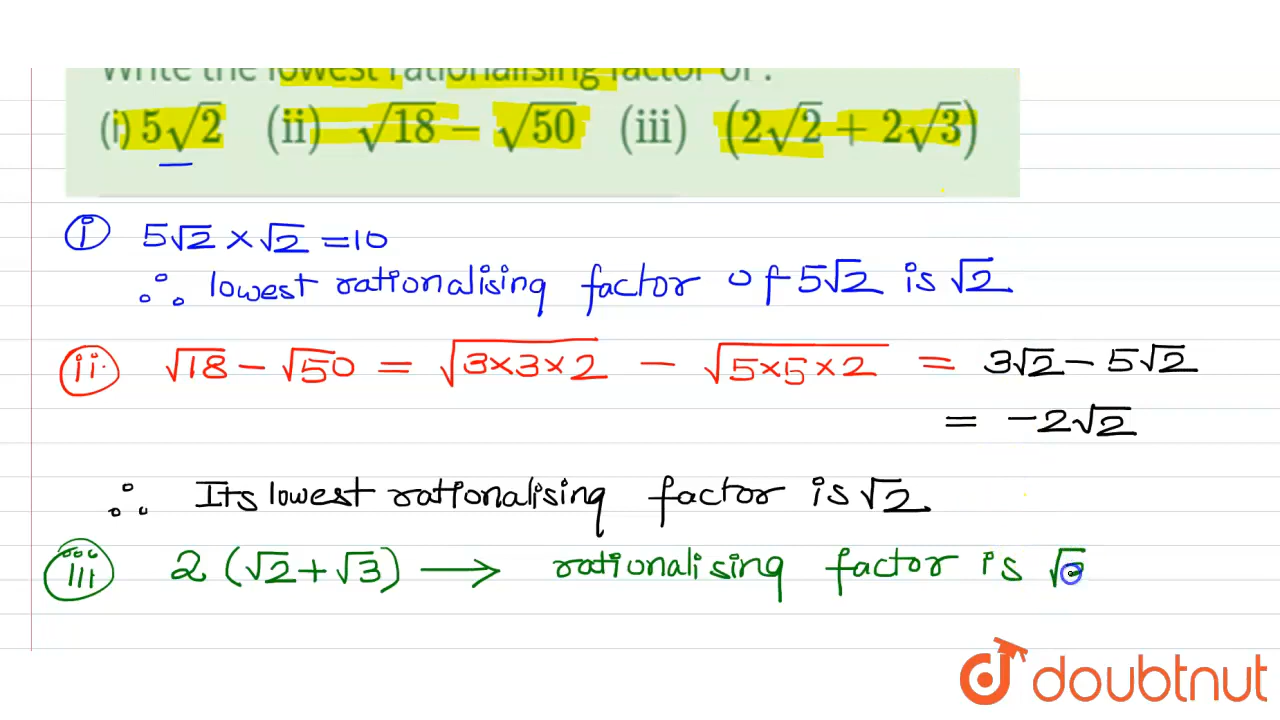 Write the lowest rationalising factor of :
(i) 5√2 (ii) √18 − √50 (iii) (2√2 + 2√3)
(i) 5√2 × √2 = 10
∴ lowest rationalising factor of 5√2 is √2
(ii) √18 − √50 = √3×3×2 − √5×5×2 = 3√2 − 5√2
= −2√2
∴ Its lowest rationalising factor is √2.
(iii) 2(√2+√3) → rationalising factor is √
doubtnut